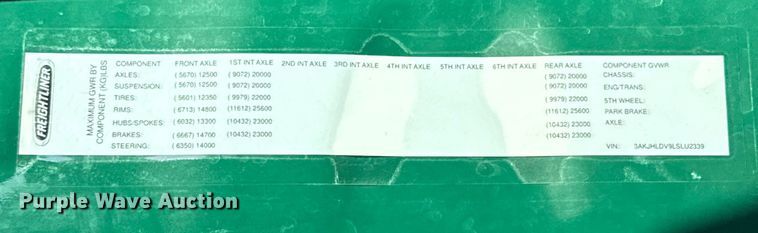 FREIGHTLINER
MAXIMUM GWR BY
COMPONENT (KG)/LBS
COMPONENT FRONT AXLE 1ST INT AXLE 2ND INT AXLE 3RD INT AXLE 4TH INT AXLE 5TH INT AXLE 6TH INT AXLE REAR AXLE COMPONENT GVWR
AXLES: (5670) 12500 (9072) 20000 (9072) 20000 CHASSIS:
SUSPENSION: (5670) 12500 (9072) 20000 (9072) 20000 ENG/TRANS:
TIRES: (5601) 12350 (9979) 22000 (9979) 22000 5TH WHEEL:
RIMS: (6713) 14800 (11612) 25600 (11612) 25600 PARK BRAKE:
HUBS/SPOKES: (6032) 13300 (10432) 23000 (10432) 23000 AXLE:
BRAKES: (6667) 14700 (10432) 23000 (10432) 23000
STEERING: (6350) 14000 VIN: 3AKJHLDV9LSLU2339
Purple Wave Auction